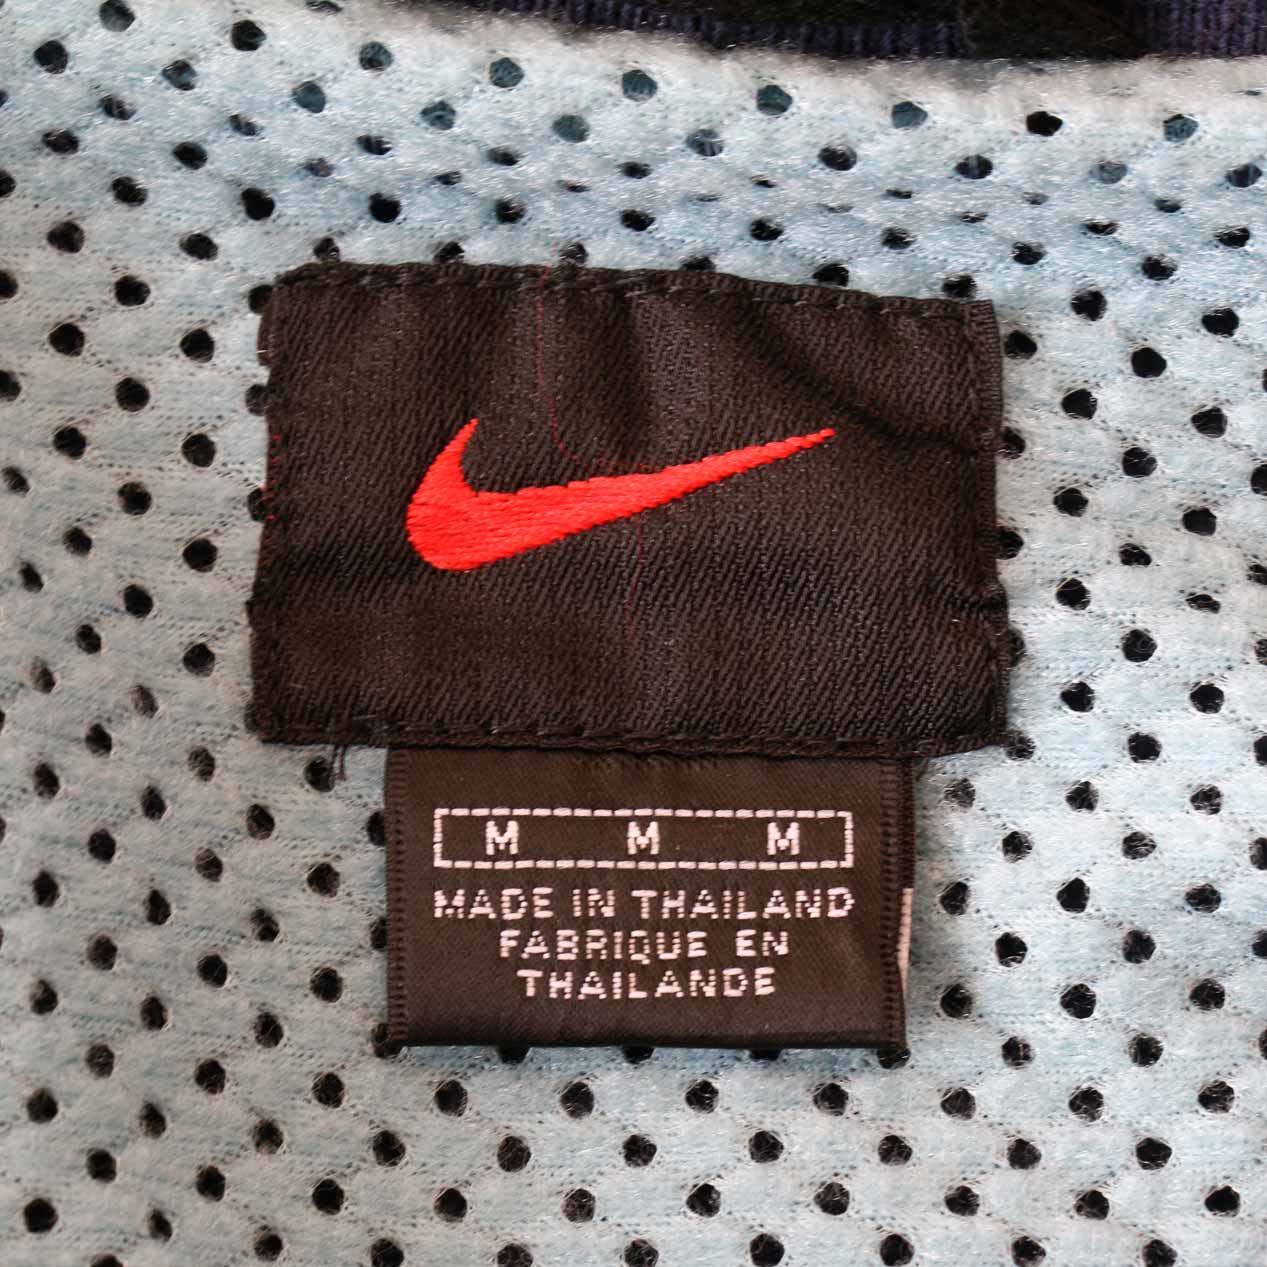 M M M
MADE IN THAILAND
FABRIQUE EN
THAILANDE